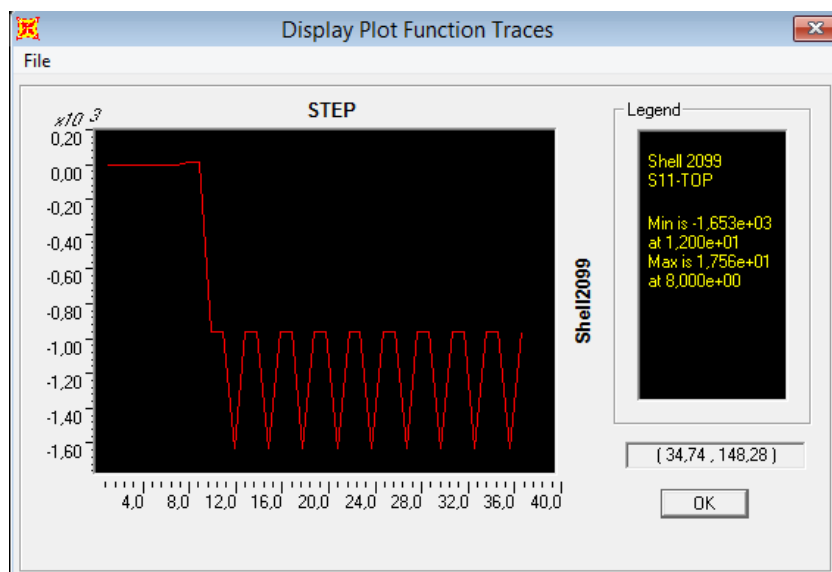 Display Plot Function Traces
File
STEP
x10 3
0,20
0,00
-0,20
-0,40
-0,60
-0,80
-1,00
-1,20
-1,40
-1,60
4,0 8,0 12,0 16,0 20,0 24,0 28,0 32,0 36,0 40,0
Shell2099
Legend
Shell 2099
S11-TOP
Min is -1,653e+03
at 1,200e+01
Max is 1,756e+01
at 8,000e+00
( 34,74 , 148,28 )
OK